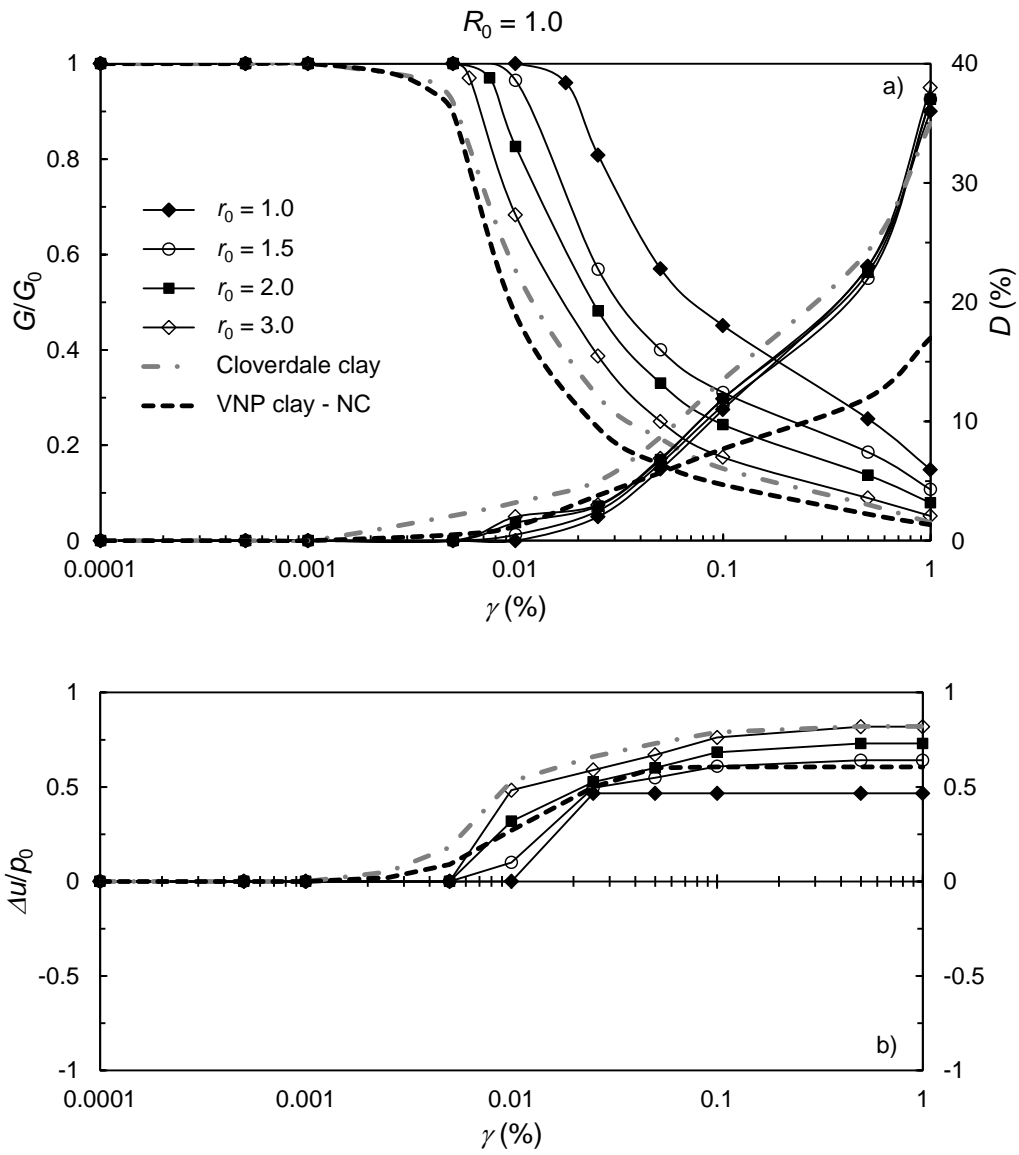 R₀ = 1.0
a)
1
0.8
0.6
0.4
0.2
0
G/G₀
40
30
20
10
0
D (%)
r₀ = 1.0
r₀ = 1.5
r₀ = 2.0
r₀ = 3.0
Cloverdale clay
VNP clay - NC
0.0001 0.001 0.01 0.1 1
γ (%)
1
0.5
0
-0.5
-1
Δu/p₀
1
0.5
0
-0.5
-1
b)
0.0001 0.001 0.01 0.1 1
γ (%)